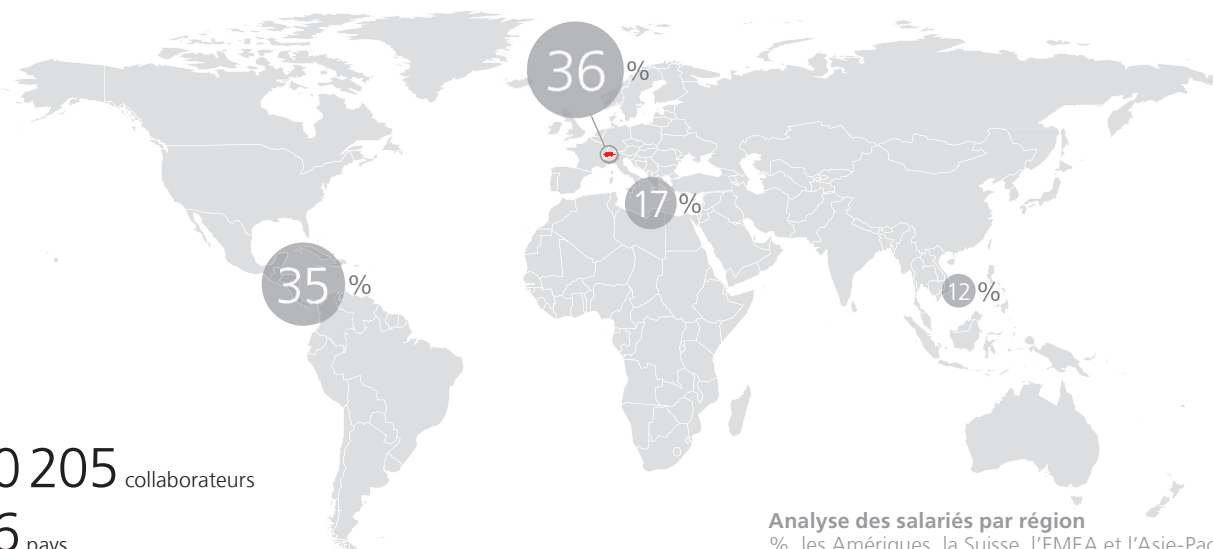 36 %
17 %
35 %
12 %
0 205 collaborateurs
6 pays
Analyse des salariés par région
%, les Amériques, la Suisse, l'EMEA et l'Asie-Pac